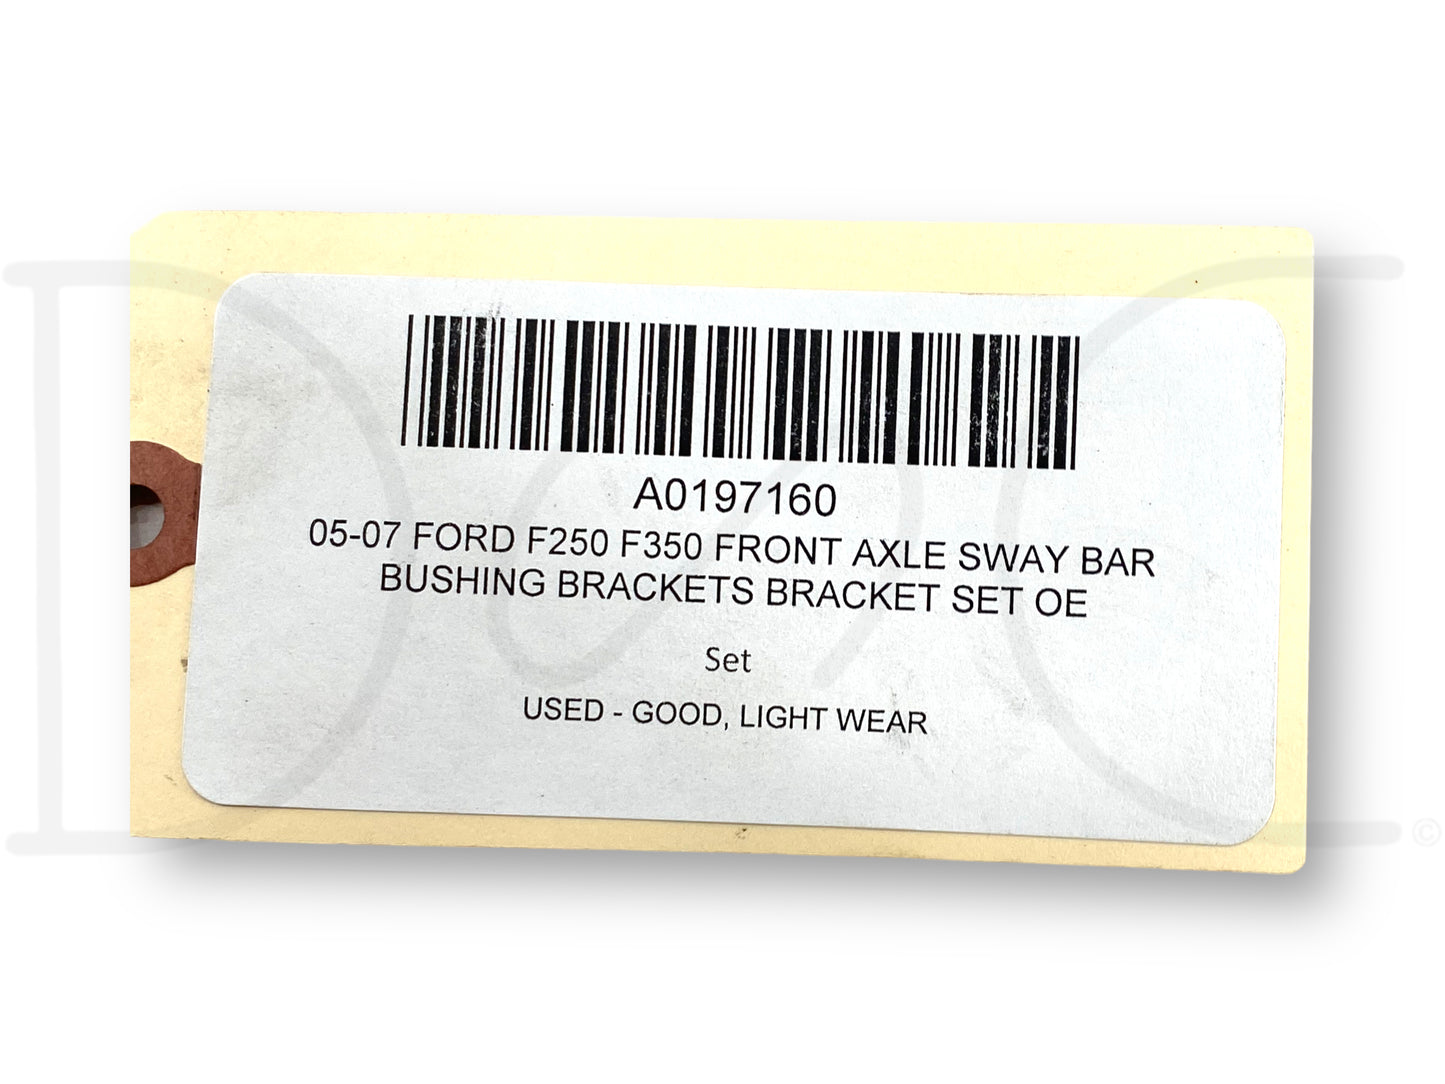 A0197160
05-07 FORD F250 F350 FRONT AXLE SWAY BAR
BUSHING BRACKETS BRACKET SET OE
Set
USED - GOOD, LIGHT WEAR
©